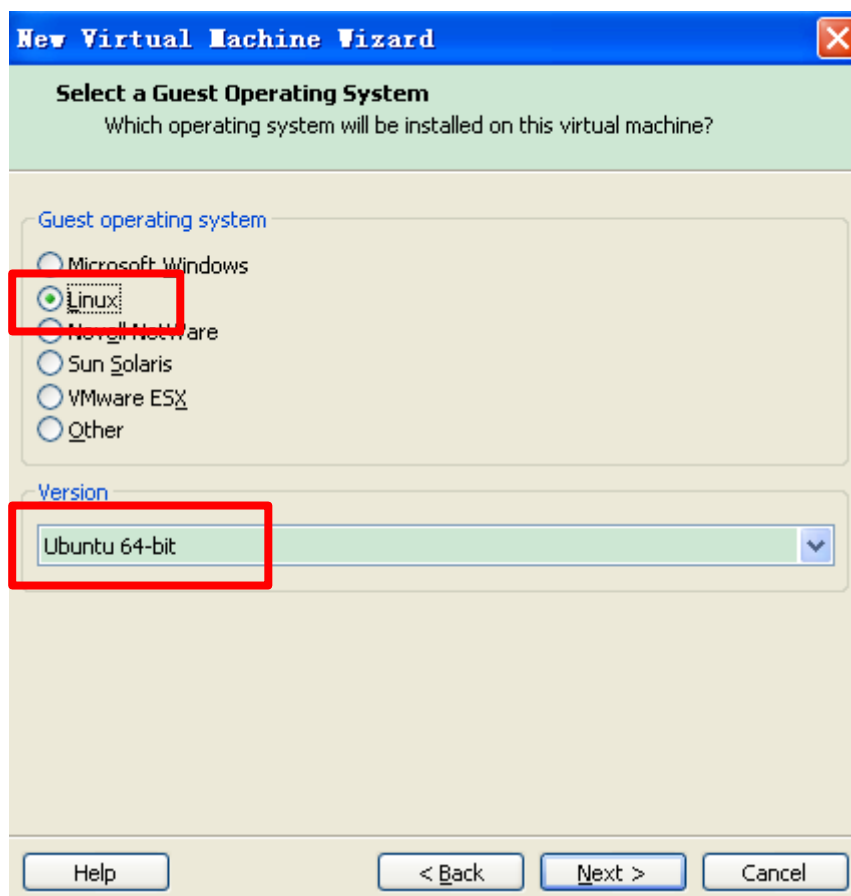 New Virtual Machine Wizard
Select a Guest Operating System
Which operating system will be installed on this virtual machine?
Guest operating system
Microsoft Windows
Linux
Novell NetWare
Sun Solaris
VMware ESX
Other
Version
Ubuntu 64-bit
Help
< Back
Next >
Cancel